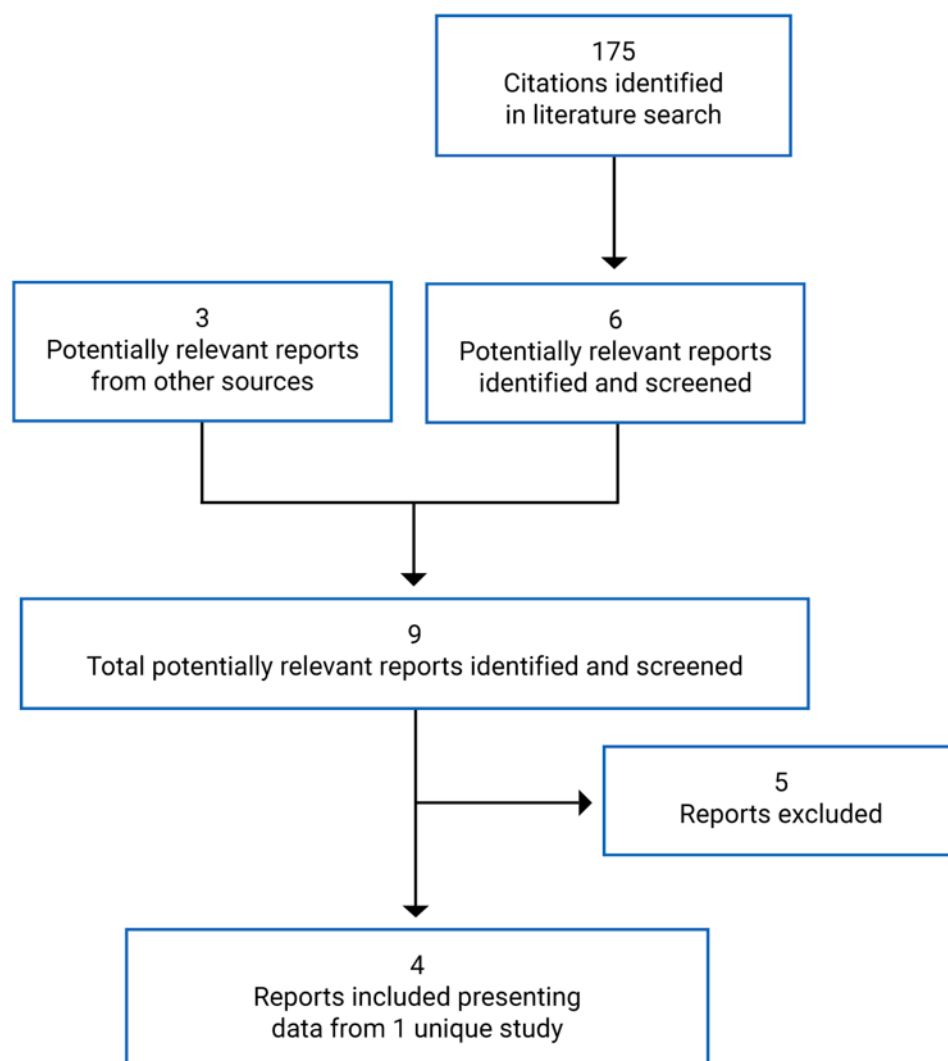 175
Citations identified
in literature search
3
Potentially relevant reports
from other sources
6
Potentially relevant reports
identified and screened
9
Total potentially relevant reports identified and screened
5
Reports excluded
4
Reports included presenting
data from 1 unique study